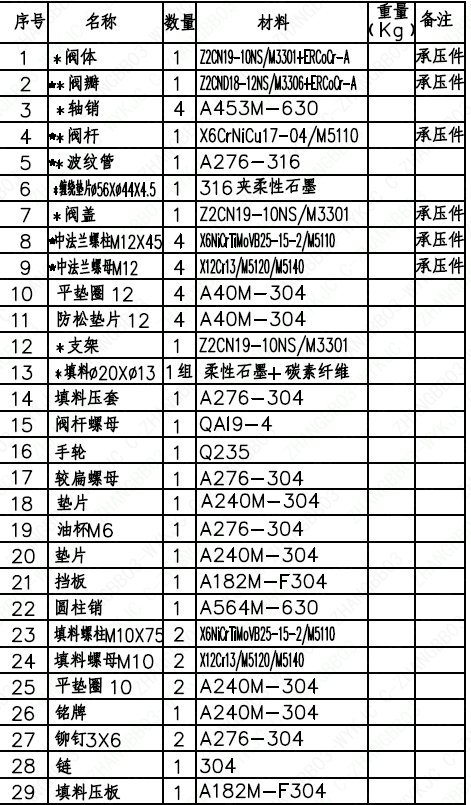 序号 名称 数量 材料 重量(Kg) 备注
1 *阀体 1 Z2CN19-10NS/M3301+ERCoCr-A 承压件
2 **阀瓣 1 Z2CND18-12NS/M3306+ERCoCr-A 承压件
3 *轴销 4 A453M-630
4 **阀杆 1 X6CrNiCu17-04/M5110 承压件
5 **波纹管 1 A276-316
6 *缠绕垫片ø56Xø44X4.5 1 316夹柔性石墨
7 *阀盖 1 Z2CN19-10NS/M3301 承压件
8 *中法兰螺柱M12X45 4 X6NiCrTiMoVB25-15-2/M5110 承压件
9 *中法兰螺母M12 4 X12Cr13/M5120/M5140 承压件
10 平垫圈 12 4 A40M-304
11 防松垫片 12 4 A40M-304
12 *支架 1 Z2CN19-10NS/M3301
13 *填料ø20Xø13 1组 柔性石墨+碳素纤维
14 填料压套 1 A276-304
15 阀杆螺母 1 QAl9-4
16 手轮 1 Q235
17 较扁螺母 1 A276-304
18 垫片 1 A240M-304
19 油杯M6 1 A276-304
20 垫片 1 A240M-304
21 挡板 1 A182M-F304
22 圆柱销 1 A564M-630
23 填料螺柱M10X75 2 X6NiCrTiMoVB25-15-2/M5110
24 填料螺母M10 2 X12Cr13/M5120/M5140
25 平垫圈 10 2 A240M-304
26 铭牌 1 A240M-304
27 铆钉3X6 2 A276-304
28 链 1 304
29 填料压板 1 A182M-F304